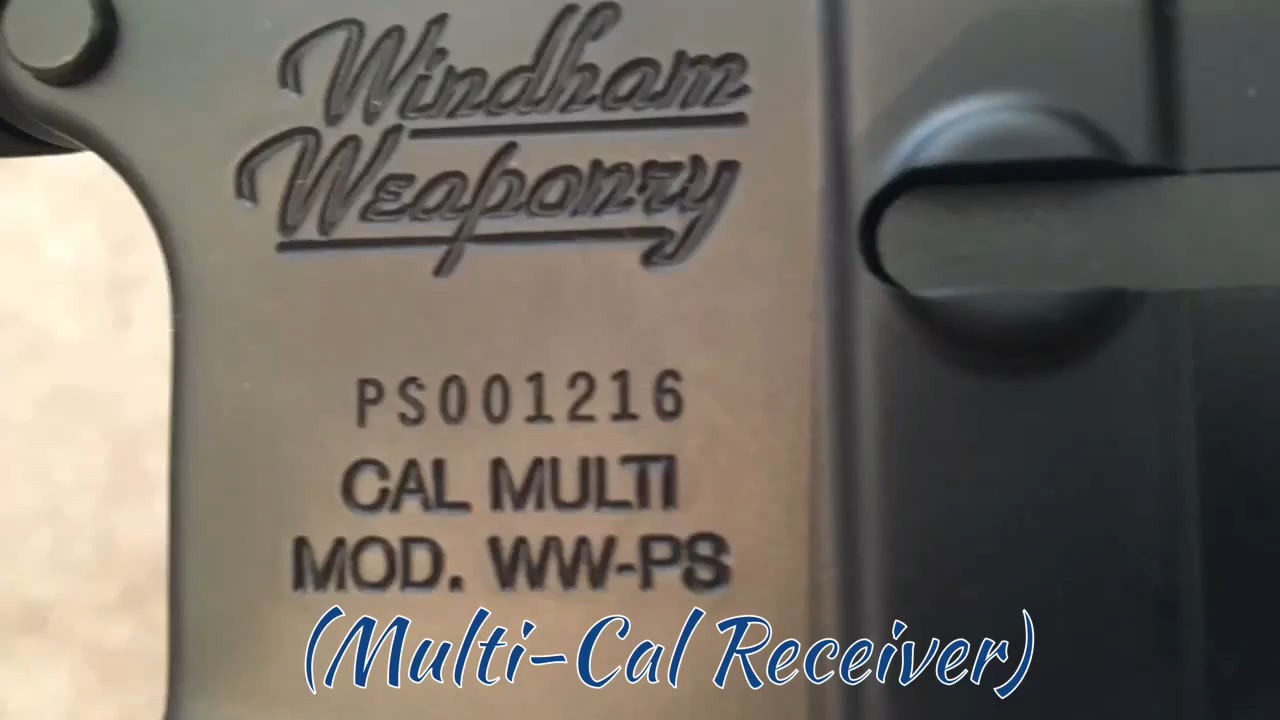 Windham
Weaponry
PS001216
CAL MULTI
MOD. WW-PS
(Multi-Cal Receiver)